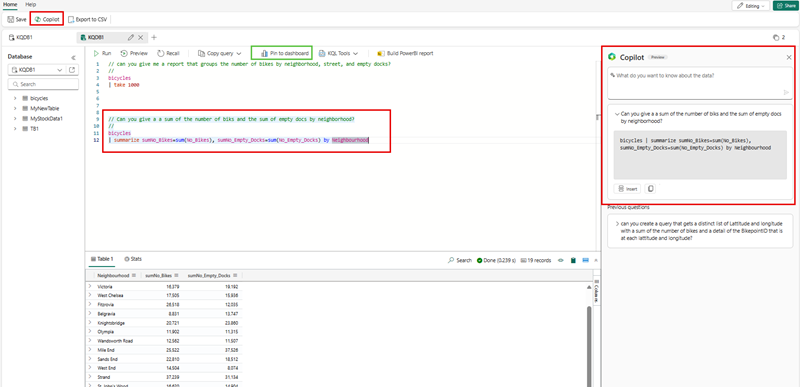 Home Help
Editing Share
Save Copilot Export to CSV
KQDB1 KQDB1 2
Database
Run Preview Recall Copy query Pin to dashboard KQL Tools Build PowerBI report
KQDB1
Search
bicycles
MyNewTable
MyStockData1
TB1
1 // can you give me a report that groups the number of bikes by neighborhood, street, and empty docks?
2 //
3 bicycles
4 | take 1000
5
6
7
8
9 // Can you give a a sum of the number of biks and the sum of empty docs by neighborhood?
10 //
11 bicycles
12 | summarize sumNo_Bikes=sum(No_Bikes), sumNo_Empty_Docks=sum(No_Empty_Docks) by Neighbourhood
Copilot Preview
What do you want to know about the data?
Can you give a a sum of the number of biks and the sum of empty docs
by neighborhood?
bicycles | summarize sumNo_Bikes=sum(No_Bikes),
sumNo_Empty_Docks=sum(No_Empty_Docks) by Neighbourhood
Insert
Previous questions
can you create a query that gets a distinct list of Lattitude and longitude
with a sum of the number of bikes and a detail of the BikepointID that is
at each lattitude and longitude?
Table 1 Stats Search Done (0.239 s) 19 records
Neighbourhood sumNo_Bikes sumNo_Empty_Docks
Victoria 16,379 19,192
West Chelsea 17,505 15,936
Fitzrovia 26,518 12,035
Belgravia 8,831 13,747
Knightsbridge 20,721 23,860
Olympia 11,902 11,315
Wandsworth Road 12,562 11,507
Mile End 25,622 37,526
Sands End 22,810 18,512
West End 14,504 8,074
Strand 37,239 31,134
St. John's Wood
Columns